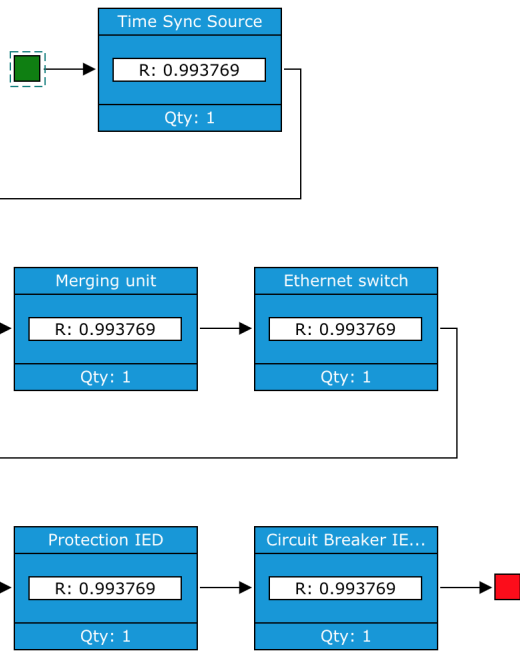 Time Sync Source
R: 0.993769
Qty: 1
Merging unit
R: 0.993769
Qty: 1
Ethernet switch
R: 0.993769
Qty: 1
Protection IED
R: 0.993769
Qty: 1
Circuit Breaker IE...
R: 0.993769
Qty: 1